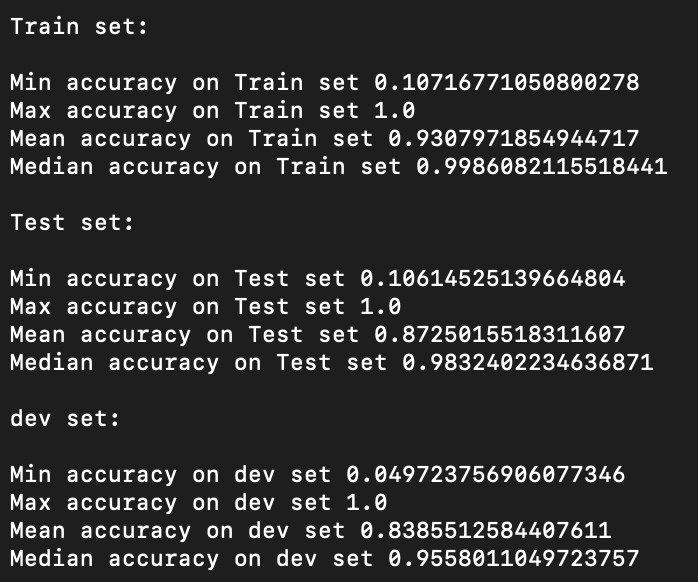 Train set:
Min accuracy on Train set 0.10716771050800278
Max accuracy on Train set 1.0
Mean accuracy on Train set 0.9307971854944717
Median accuracy on Train set 0.9986082115518441
Test set:
Min accuracy on Test set 0.10614525139664804
Max accuracy on Test set 1.0
Mean accuracy on Test set 0.8725015518311607
Median accuracy on Test set 0.9832402234636871
dev set:
Min accuracy on dev set 0.049723756906077346
Max accuracy on dev set 1.0
Mean accuracy on dev set 0.8385512584407611
Median accuracy on dev set 0.9558011049723757